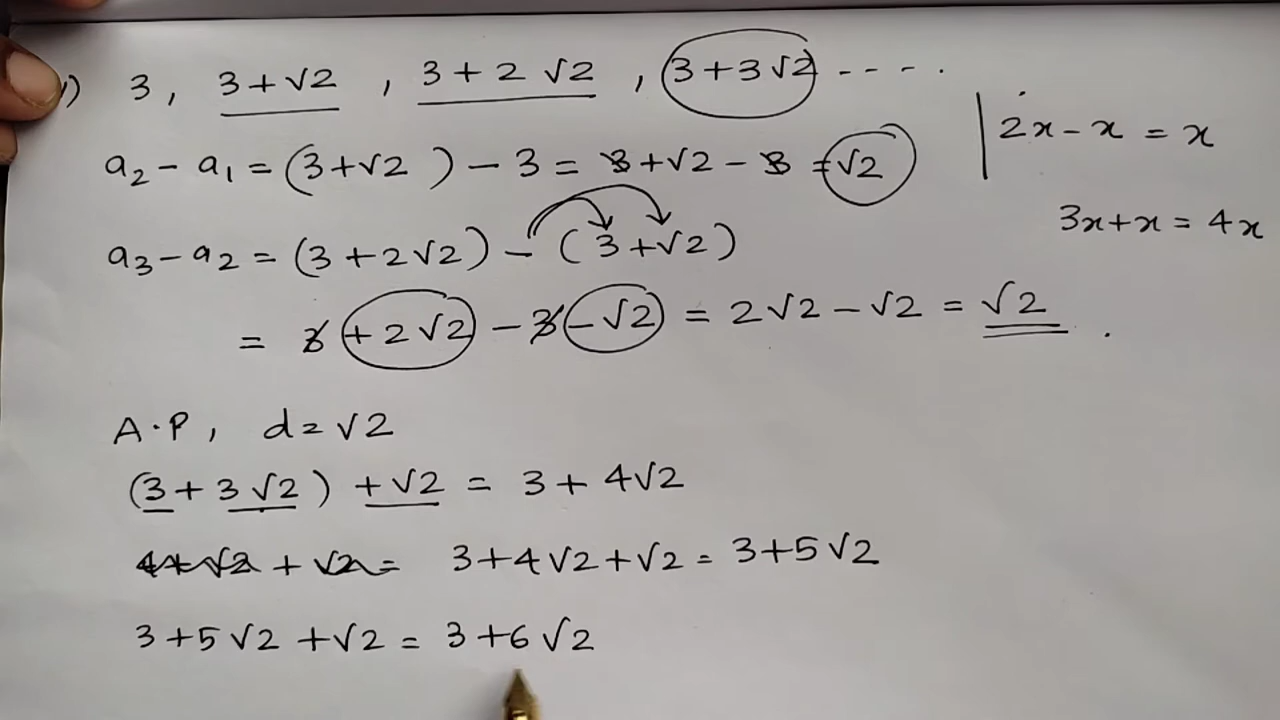 ) 3, 3+√2, 3+2√2, 3+3√2 ----.
a₂ - a₁ = (3+√2) - 3 = 3+√2 - 3 = √2
2x - x = x
3x+x = 4x
a₃ - a₂ = (3+2√2) - (3+√2)
= 3 +2√2 - 3 - √2 = 2√2 - √2 = √2.
A.P, d=√2
(3+3√2) +√2 = 3+4√2
4+√2 + √2 = 3+4√2+√2 = 3+5√2
3+5√2 +√2 = 3+6√2